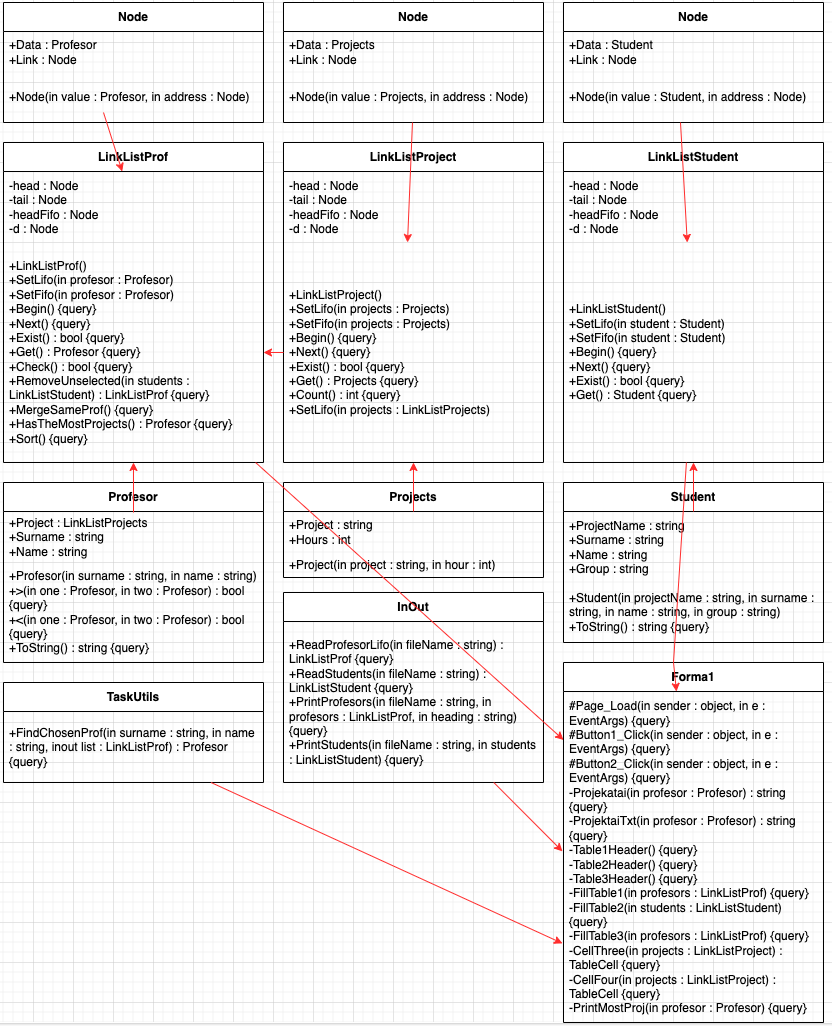 Node
+Data : Profesor
+Link : Node
+Node(in value : Profesor, in address : Node)
Node
+Data : Projects
+Link : Node
+Node(in value : Projects, in address : Node)
Node
+Data : Student
+Link : Node
+Node(in value : Student, in address : Node)
LinkListProf
-head : Node
-tail : Node
-headFifo : Node
-d : Node
+LinkListProf()
+SetLifo(in profesor : Profesor)
+SetFifo(in profesor : Profesor)
+Begin() {query}
+Next() {query}
+Exist() : bool {query}
+Get() : Profesor {query}
+Check() : bool {query}
+RemoveUnselected(in students :
LinkListStudent) : LinkListProf {query}
+MergeSameProf() {query}
+HasTheMostProjects() : Profesor {query}
+Sort() {query}
LinkListProject
-head : Node
-tail : Node
-headFifo : Node
-d : Node
+LinkListProject()
+SetLifo(in projects : Projects)
+SetFifo(in projects : Projects)
+Begin() {query}
+Next() {query}
+Exist() : bool {query}
+Get() : Projects {query}
+Count() : int {query}
+SetLifo(in projects : LinkListProjects)
LinkListStudent
-head : Node
-tail : Node
-headFifo : Node
-d : Node
+LinkListStudent()
+SetLifo(in student : Student)
+SetFifo(in student : Student)
+Begin() {query}
+Next() {query}
+Exist() : bool {query}
+Get() : Student {query}
Profesor
+Project : LinkListProjects
+Surname : string
+Name : string
+Profesor(in surname : string, in name : string)
+>(in one : Profesor, in two : Profesor) : bool
{query}
+<(in one : Profesor, in two : Profesor) : bool
{query}
+ToString() : string {query}
Projects
+Project : string
+Hours : int
+Project(in project : string, in hour : int)
Student
+ProjectName : string
+Surname : string
+Name : string
+Group : string
+Student(in projectName : string, in surname :
string, in name : string, in group : string)
+ToString() : string {query}
InOut
+ReadProfesorLifo(in fileName : string) :
LinkListProf {query}
+ReadStudents(in fileName : string) :
LinkListStudent {query}
+PrintProfesors(in fileName : string, in
profesors : LinkListProf, in heading : string)
{query}
+PrintStudents(in fileName : string, in students
: LinkListStudent) {query}
TaskUtils
+FindChosenProf(in surname : string, in name
: string, inout list : LinkListProf) : Profesor
{query}
Forma1
#Page_Load(in sender : object, in e :
EventArgs) {query}
#Button1_Click(in sender : object, in e :
EventArgs) {query}
#Button2_Click(in sender : object, in e :
EventArgs) {query}
-Projekatai(in profesor : Profesor) : string
{query}
-ProjektaiTxt(in profesor : Profesor) : string
{query}
-Table1Header() {query}
-Table2Header() {query}
-Table3Header() {query}
-FillTable1(in profesors : LinkListProf) {query}
-FillTable2(in students : LinkListStudent)
{query}
-FillTable3(in profesors : LinkListProf) {query}
-CellThree(in projects : LinkListProject) :
TableCell {query}
-CellFour(in projects : LinkListProject) :
TableCell {query}
-PrintMostProj(in profesor : Profesor) {query}